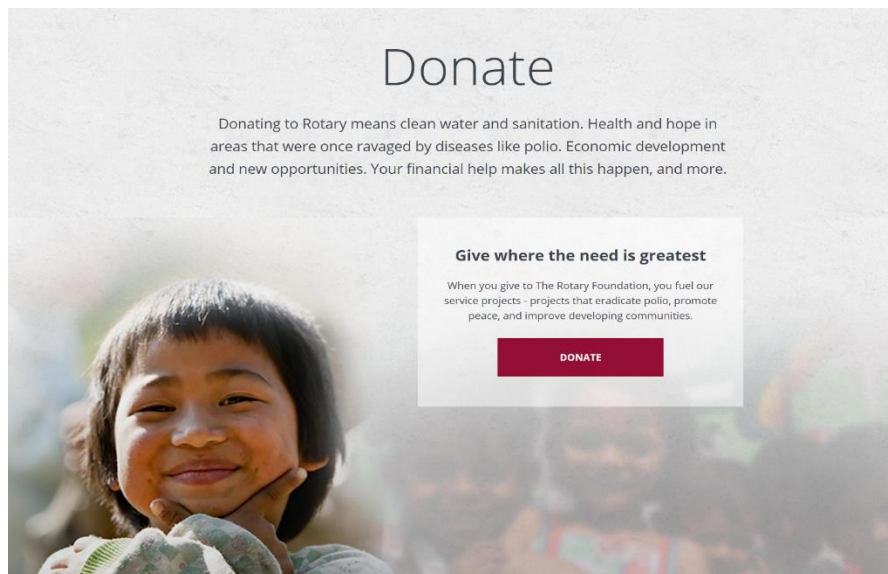 Donate
Donating to Rotary means clean water and sanitation. Health and hope in
areas that were once ravaged by diseases like polio. Economic development
and new opportunities. Your financial help makes all this happen, and more.
Give where the need is greatest
When you give to The Rotary Foundation, you fuel our
service projects - projects that eradicate polio, promote
peace, and improve developing communities.
DONATE